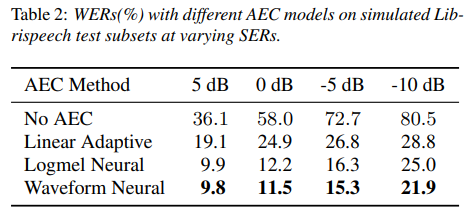 Table 2: WERs(%) with different AEC models on simulated Lib-
rispeech test subsets at varying SERs.
AEC Method 5 dB 0 dB -5 dB -10 dB
No AEC 36.1 58.0 72.7 80.5
Linear Adaptive 19.1 24.9 26.8 28.8
Logmel Neural 9.9 12.2 16.3 25.0
Waveform Neural 9.8 11.5 15.3 21.9